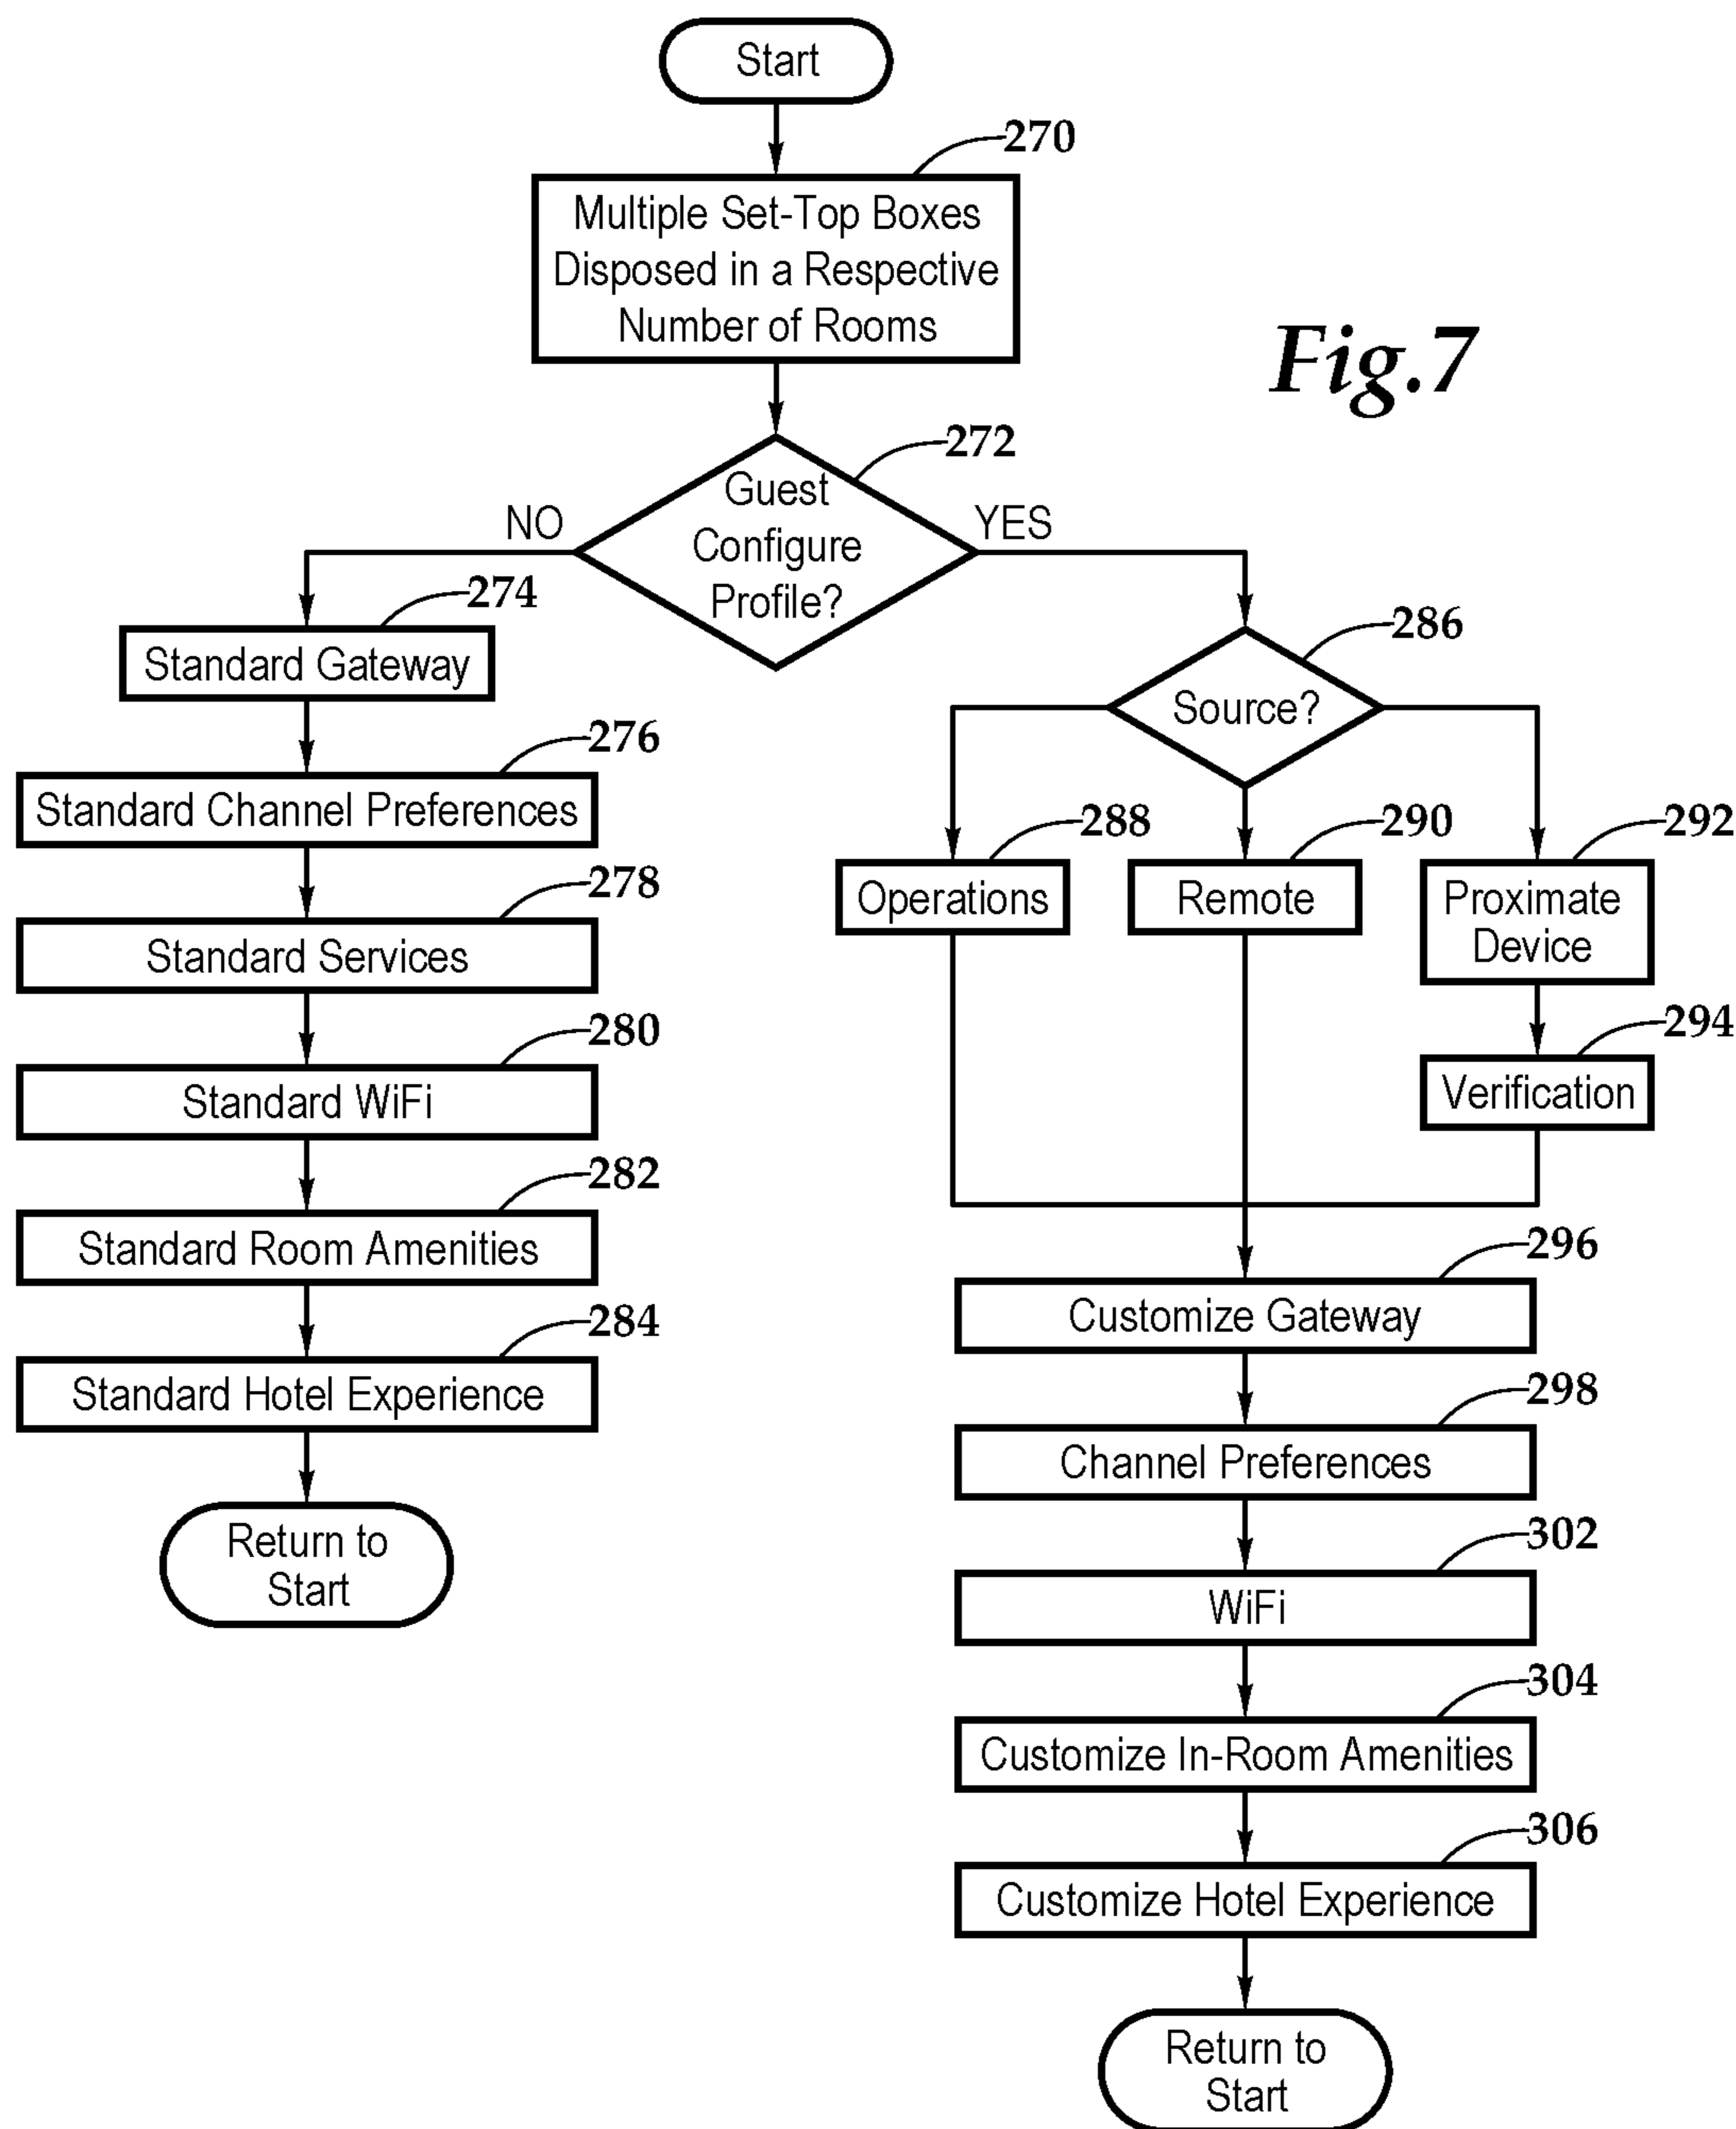 Start
270
Multiple Set-Top Boxes
Disposed in a Respective
Number of Rooms
Fig.7
272
Guest
Configure
Profile?
NO
YES
274
Standard Gateway
276
Standard Channel Preferences
278
Standard Services
280
Standard WiFi
282
Standard Room Amenities
284
Standard Hotel Experience
Return to
Start
286
Source?
288
Operations
290
Remote
292
Proximate
Device
294
Verification
296
Customize Gateway
298
Channel Preferences
302
WiFi
304
Customize In-Room Amenities
306
Customize Hotel Experience
Return to
Start